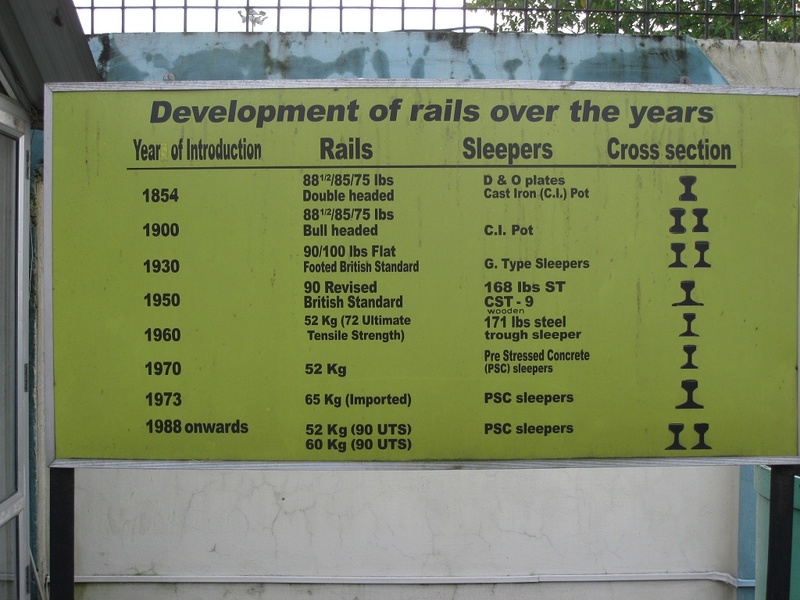 Development of rails over the years
Year of Introduction Rails Sleepers Cross section
1854 88 1/2/85/75 lbs Double headed D & O plates Cast Iron (C.I.) Pot
1900 88 1/2/85/75 lbs Bull headed C.I. Pot
1930 90/100 lbs Flat Footed British Standard G. Type Sleepers
1950 90 Revised British Standard 168 lbs ST CST - 9
wooden
1960 52 Kg (72 Ultimate Tensile Strength) 171 lbs steel trough sleeper
1970 52 Kg Pre Stressed Concrete (PSC) sleepers
1973 65 Kg (Imported) PSC sleepers
1988 onwards 52 Kg (90 UTS) 60 Kg (90 UTS) PSC sleepers